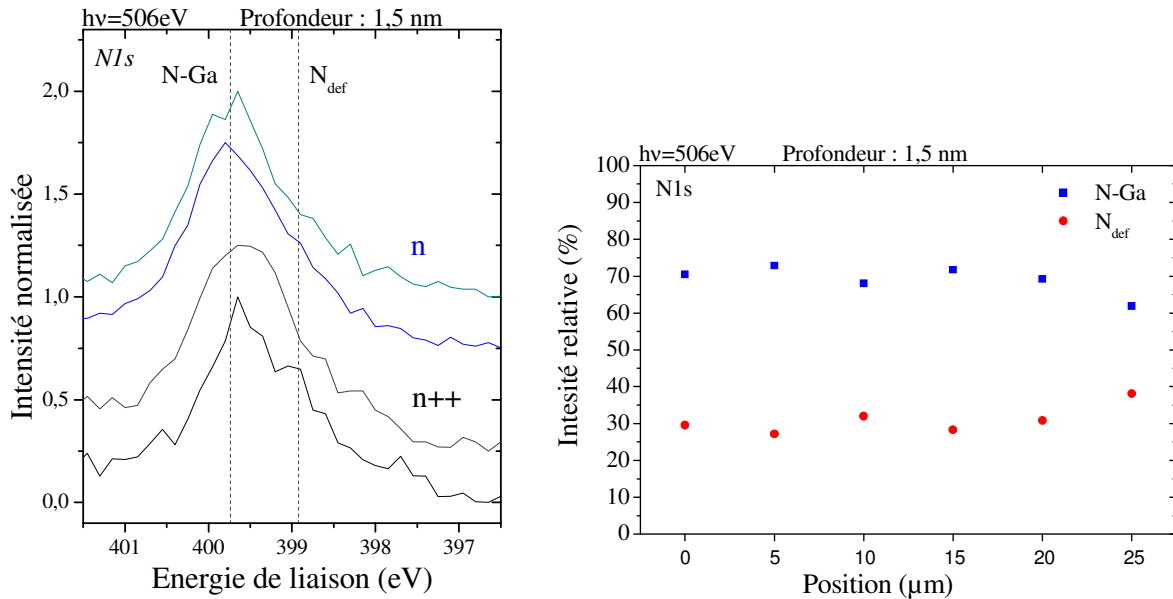 hν=506eV Profondeur : 1,5 nm
N1s
N-Ga
N_def
n
n++
Intensité normalisée
2,0
1,5
1,0
0,5
0,0
401 400 399 398 397
Energie de liaison (eV)
hν=506eV Profondeur : 1,5 nm
N1s
N-Ga
N_def
Intesité relative (%)
100
90
80
70
60
50
40
30
20
10
0
0 5 10 15 20 25
Position (µm)